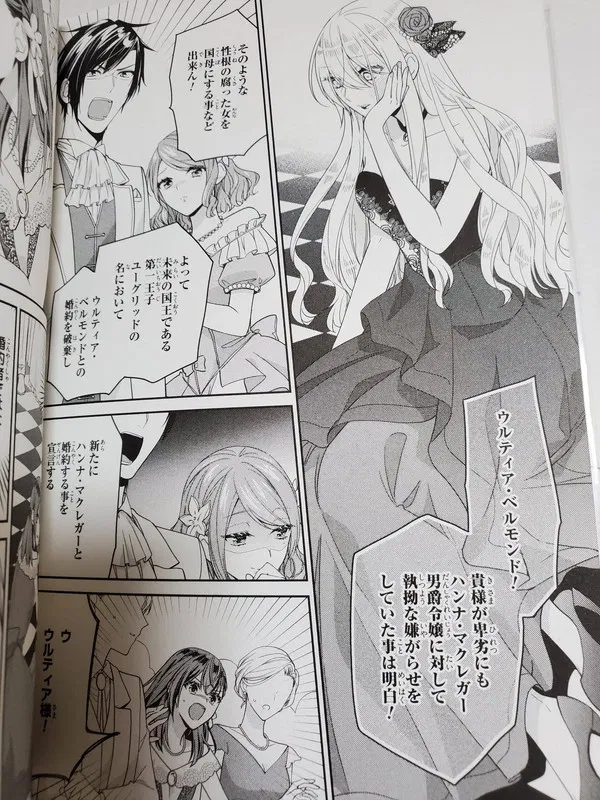 ウルティア・ベルモンド!
貴様が卑劣にも
ハンナ・マクレガー
男爵令嬢に対して
執拗な嫌がらせを
していた事は明白!
そのような
性根の腐った女を
国母にする事など
出来ん!
よって
未来の国王である
第一王子
ユーグリッドの
名において
ウルティア・
ベルモンドとの
婚約を破棄し
新たに
ハンナ・マクレガーと
婚約する事を
宣言する
ウ
ウルティア様!